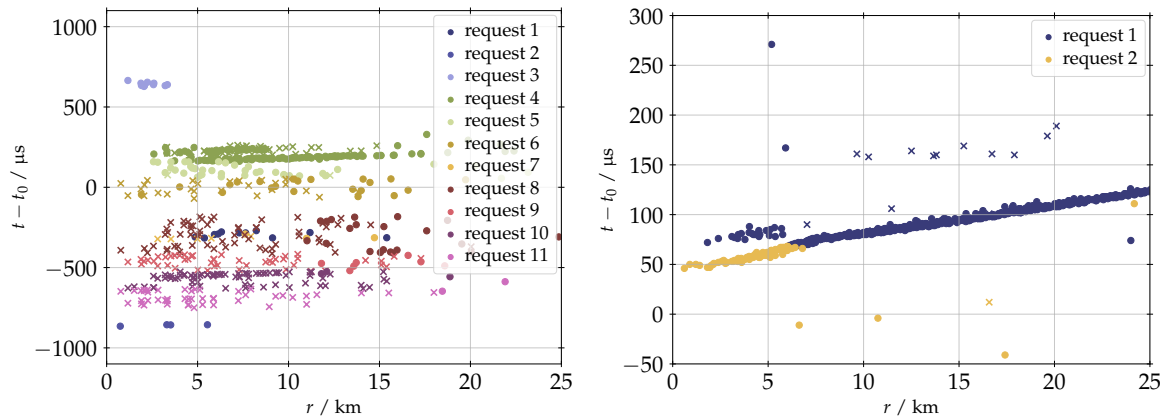 1000
500
0
−500
−1000
t − t₀ / µs
0
5
10
15
20
25
r / km
request 1
request 2
request 3
request 4
request 5
request 6
request 7
request 8
request 9
request 10
request 11
300
250
200
150
100
50
0
−50
t − t₀ / µs
0
5
10
15
20
25
r / km
request 1
request 2